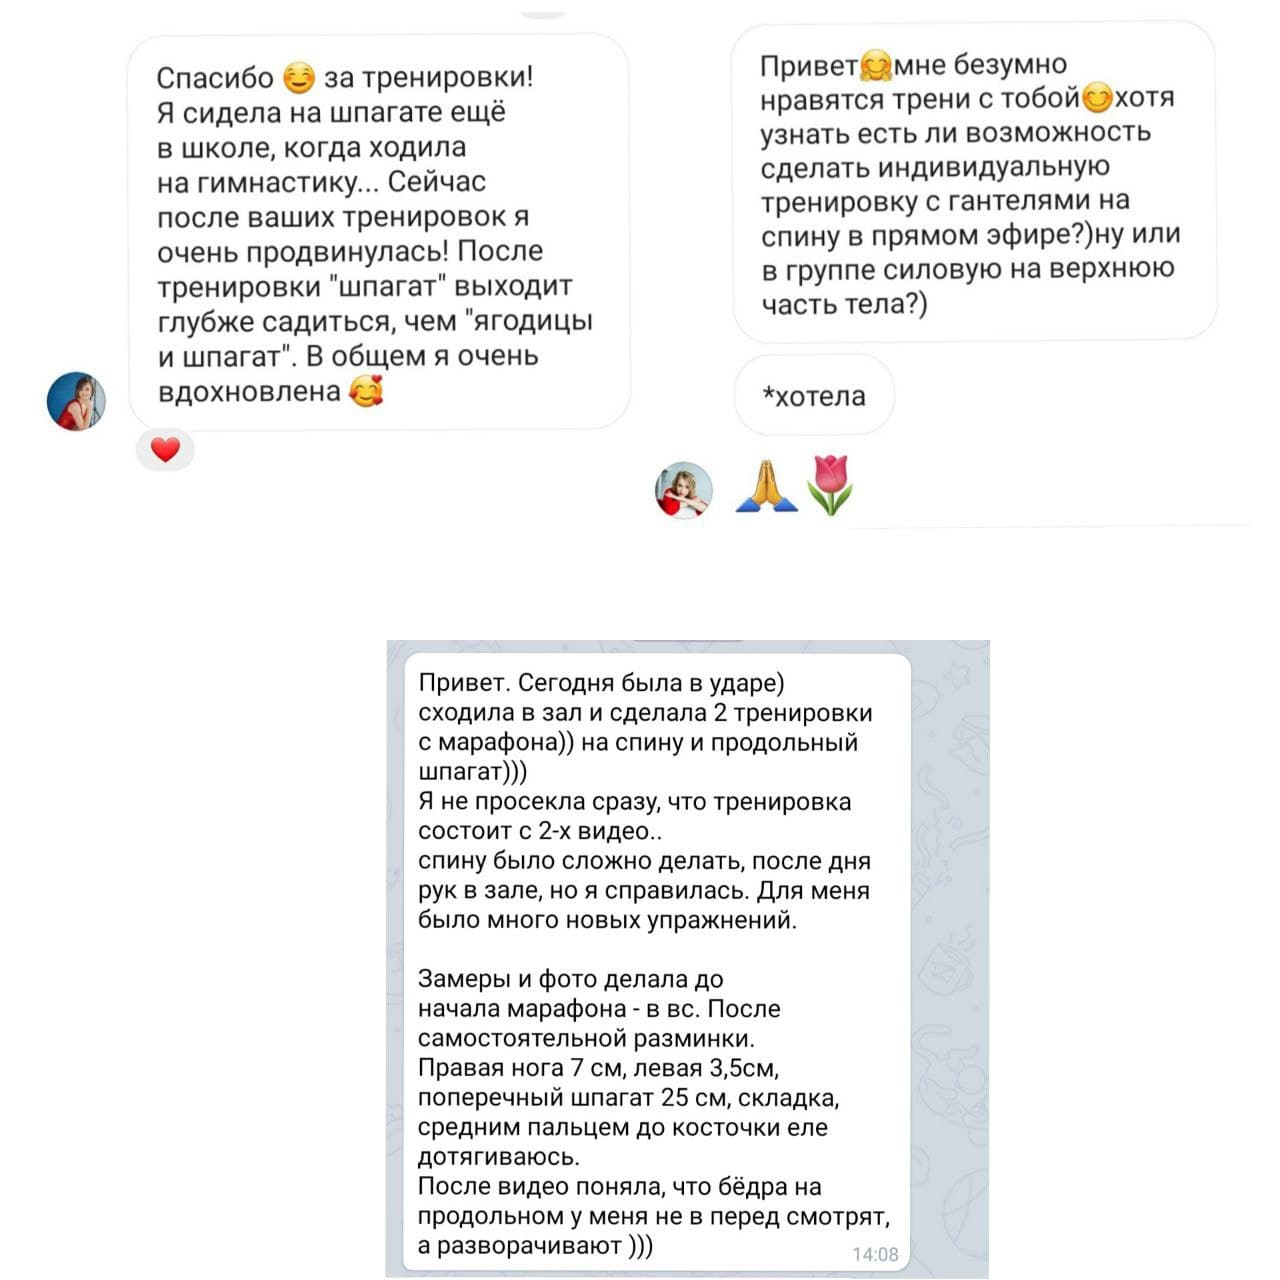 Спасибо 😊 за тренировки!
Я сидела на шпагате ещё
в школе, когда ходила
на гимнастику... Сейчас
после ваших тренировок я
очень продвинулась! После
тренировки "шпагат" выходит
глубже садиться, чем "ягодицы
и шпагат". В общем я очень
вдохновлена 🥰
Привет🤗мне безумно
нравятся трени с тобой😊хотя
узнать есть ли возможность
сделать индивидуальную
тренировку с гантелями на
спину в прямом эфире?)ну или
в группе силовую на верхнюю
часть тела?)
*хотела
Привет. Сегодня была в ударе)
сходила в зал и сделала 2 тренировки
с марафона)) на спину и продольный
шпагат)))
Я не просекла сразу, что тренировка
состоит с 2-х видео..
спину было сложно делать, после дня
рук в зале, но я справилась. Для меня
было много новых упражнений.
Замеры и фото делала до
начала марафона - в вс. После
самостоятельной разминки.
Правая нога 7 см, левая 3,5см,
поперечный шпагат 25 см, складка,
средним пальцем до косточки еле
дотягиваюсь.
После видео поняла, что бёдра на
продольном у меня не в перед смотрят,
а разворачивают )))
14:08